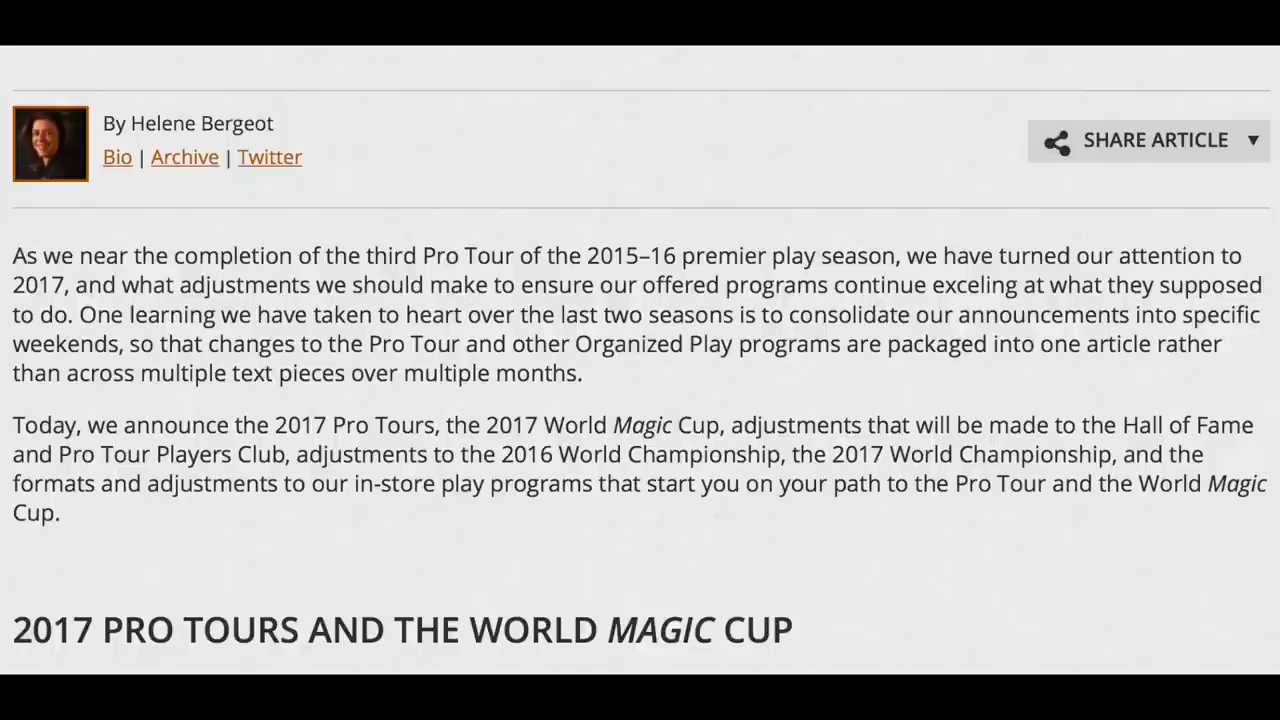 By Helene Bergeot
Bio | Archive | Twitter
SHARE ARTICLE
As we near the completion of the third Pro Tour of the 2015–16 premier play season, we have turned our attention to
2017, and what adjustments we should make to ensure our offered programs continue exceling at what they supposed
to do. One learning we have taken to heart over the last two seasons is to consolidate our announcements into specific
weekends, so that changes to the Pro Tour and other Organized Play programs are packaged into one article rather
than across multiple text pieces over multiple months.
Today, we announce the 2017 Pro Tours, the 2017 World Magic Cup, adjustments that will be made to the Hall of Fame
and Pro Tour Players Club, adjustments to the 2016 World Championship, the 2017 World Championship, and the
formats and adjustments to our in-store play programs that start you on your path to the Pro Tour and the World Magic
Cup.
2017 PRO TOURS AND THE WORLD MAGIC CUP